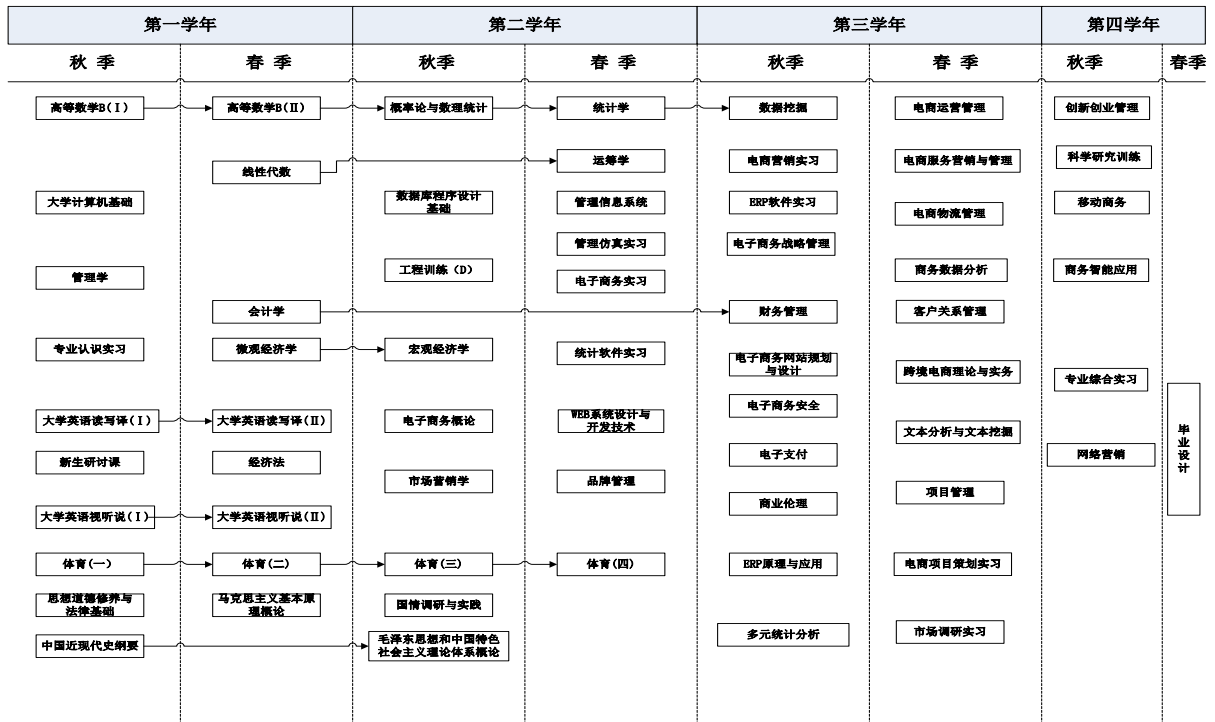 第一学年
第二学年
第三学年
第四学年
秋 季
春 季
秋季
春 季
秋季
春 季
秋季
春季
高等数学B(Ⅰ)
高等数学B(Ⅱ)
概率论与数理统计
统计学
数据挖掘
电商运营管理
创新创业管理
线性代数
运筹学
电商营销实习
电商服务营销与管理
科学研究训练
大学计算机基础
数据库程序设计
基础
管理信息系统
ERP软件实习
电商物流管理
移动商务
管理仿真实习
电子商务战略管理
管理学
工程训练（D）
电子商务实习
商务数据分析
商务智能应用
会计学
财务管理
客户关系管理
专业认识实习
微观经济学
宏观经济学
统计软件实习
电子商务网站规划
与设计
跨境电商理论与实务
专业综合实习
电子商务安全
大学英语读写译(Ⅰ)
大学英语读写译(Ⅱ)
电子商务概论
WEB系统设计与
开发技术
文本分析与文本挖掘
毕
业
设
计
新生研讨课
经济法
市场营销学
品牌管理
电子支付
网络营销
项目管理
商业伦理
大学英语视听说(Ⅰ)
大学英语视听说(Ⅱ)
体育(一)
体育(二)
体育(三)
体育(四)
ERP原理与应用
电商项目策划实习
思想道德修养与
法律基础
马克思主义基本原
理概论
国情调研与实践
中国近现代史纲要
毛泽东思想和中国特色
社会主义理论体系概论
多元统计分析
市场调研实习